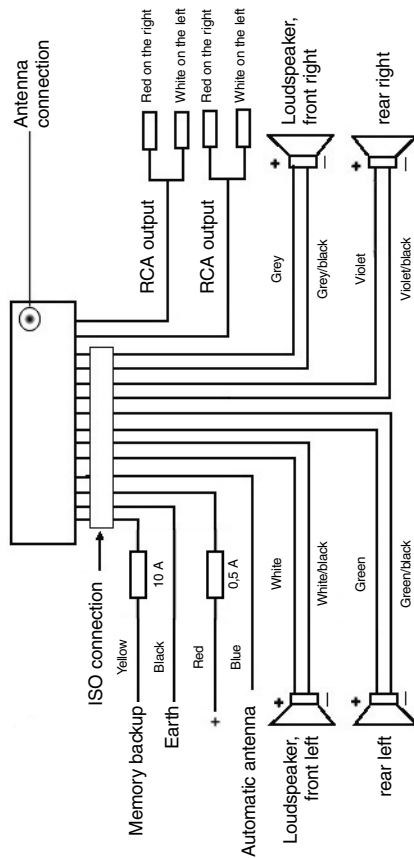 Antenna
connection
ISO connection
Red on the right
White on the left
Red on the right
White on the left
RCA output
RCA output
Yellow
10 A
Memory backup
Black
Earth
Red
0,5 A
+
Blue
Automatic antenna
Grey
Grey/black
+
–
Loudspeaker,
front right
Violet
Violet/black
+
–
rear right
White
White/black
+
–
Loudspeaker,
front left
Green
Green/black
+
–
rear left